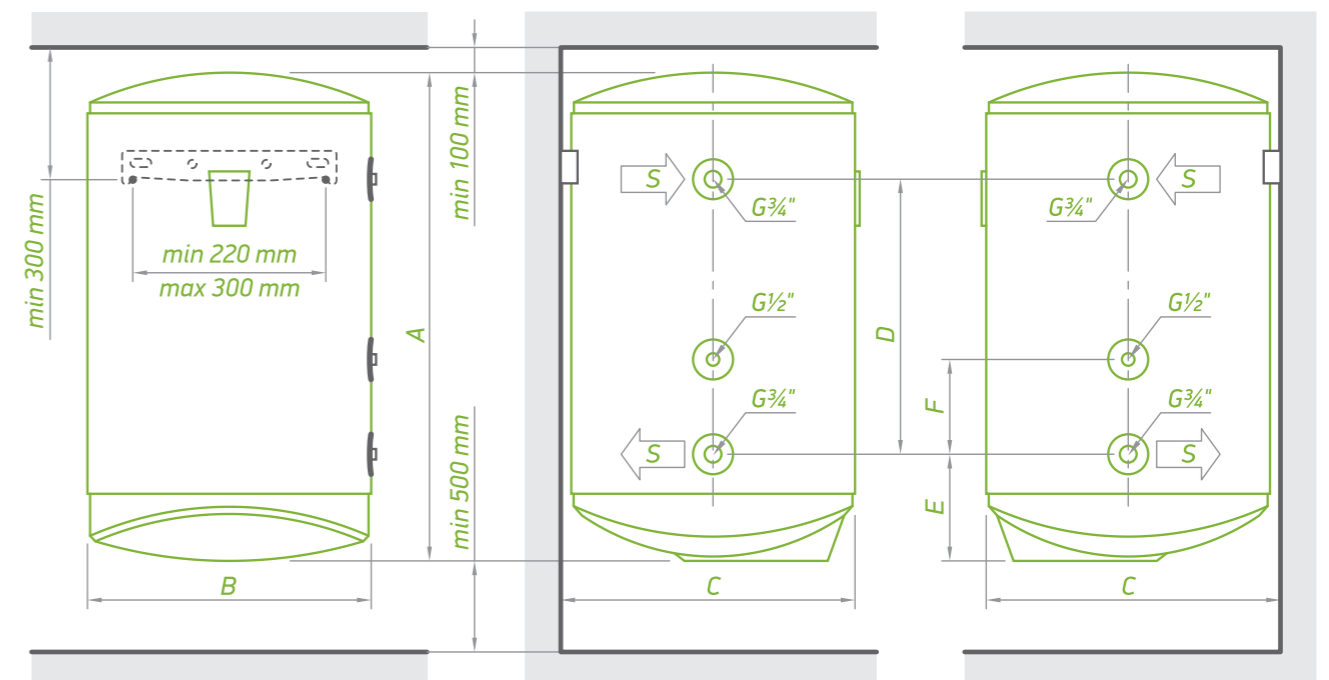 min 300 mm
min 220 mm
max 300 mm
B
min 100 mm
A
min 500 mm
S
G¾"
G½"
G¾"
S
C
D
F
E
S
G¾"
G½"
G¾"
S
C